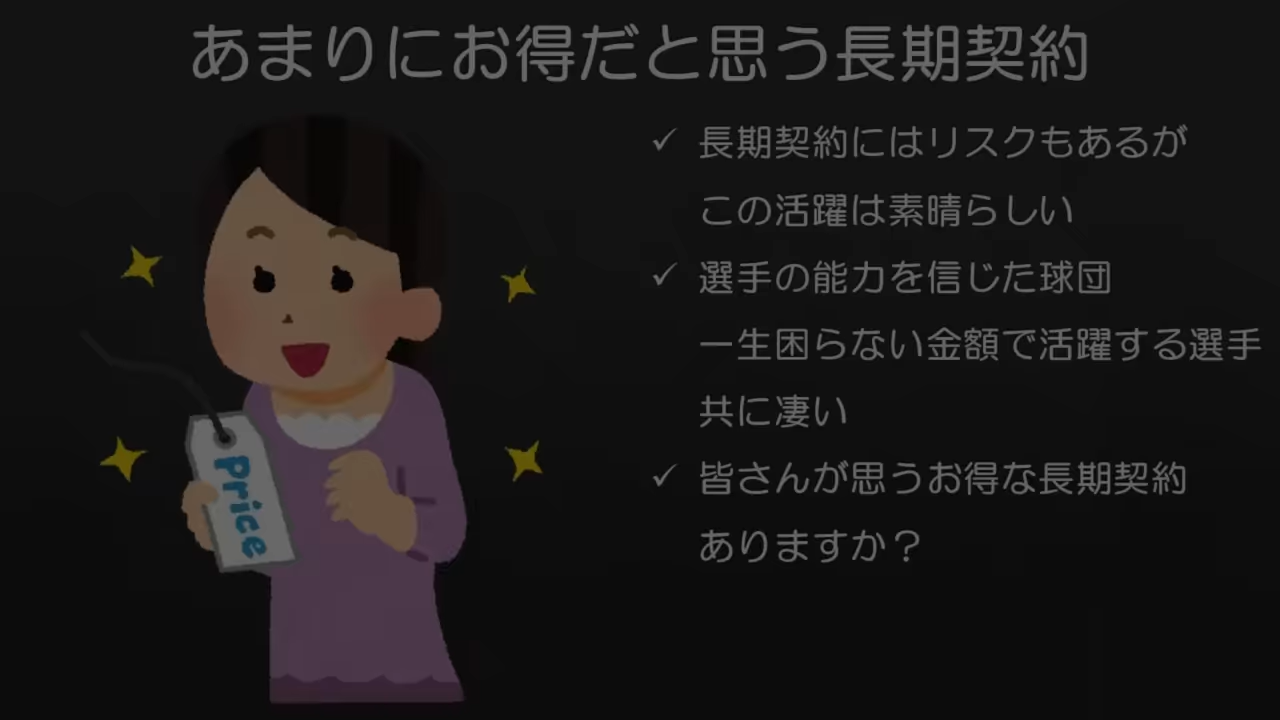 あまりにお得だと思う長期契約
✓ 長期契約にはリスクもあるが
この活躍は素晴らしい
✓ 選手の能力を信じた球団
一生困らない金額で活躍する選手
共に凄い
✓ 皆さんが思うお得な長期契約
ありますか？
Price